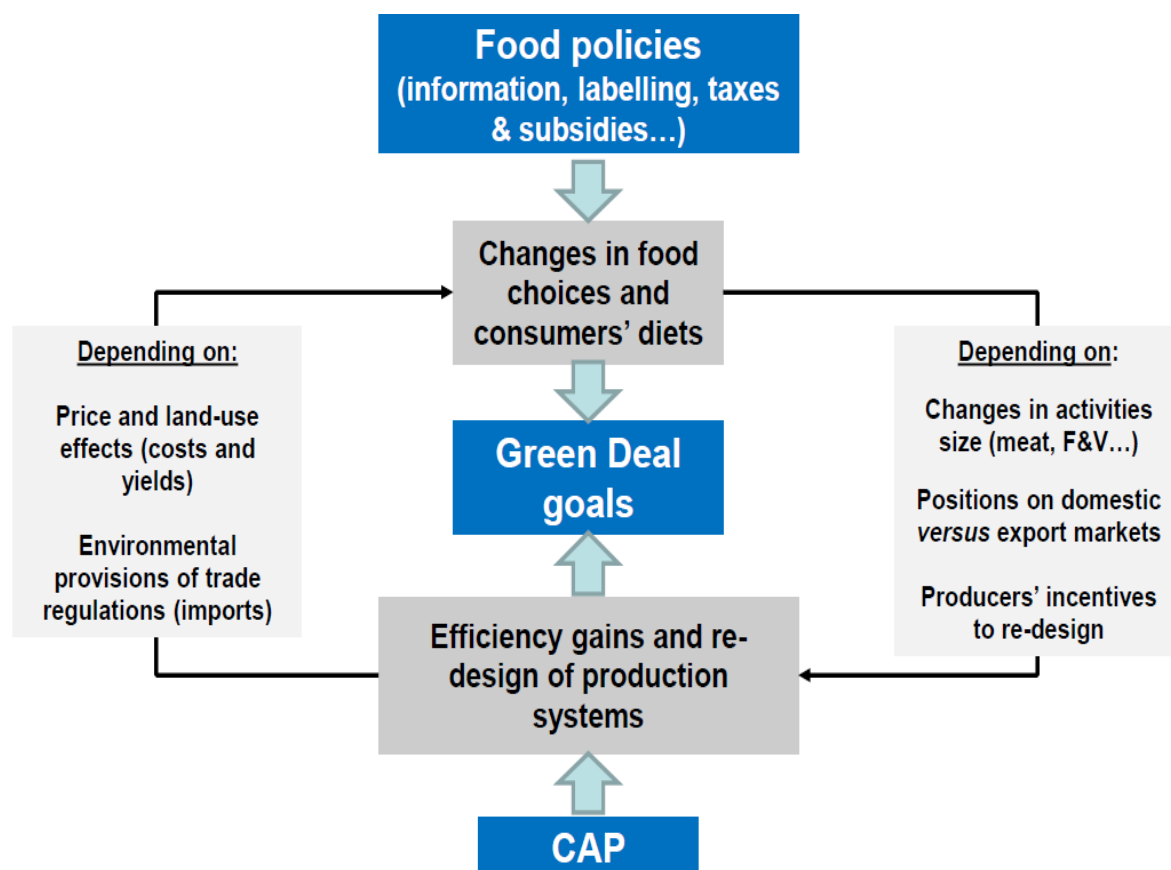 Food policies
(information, labelling, taxes
& subsidies…)
Changes in food
choices and
consumers’ diets
Depending on:
Price and land-use
effects (costs and
yields)
Environmental
provisions of trade
regulations (imports)
Depending on:
Changes in activities
size (meat, F&V…)
Positions on domestic
versus export markets
Producers’ incentives
to re-design
Green Deal
goals
Efficiency gains and re-
design of production
systems
CAP